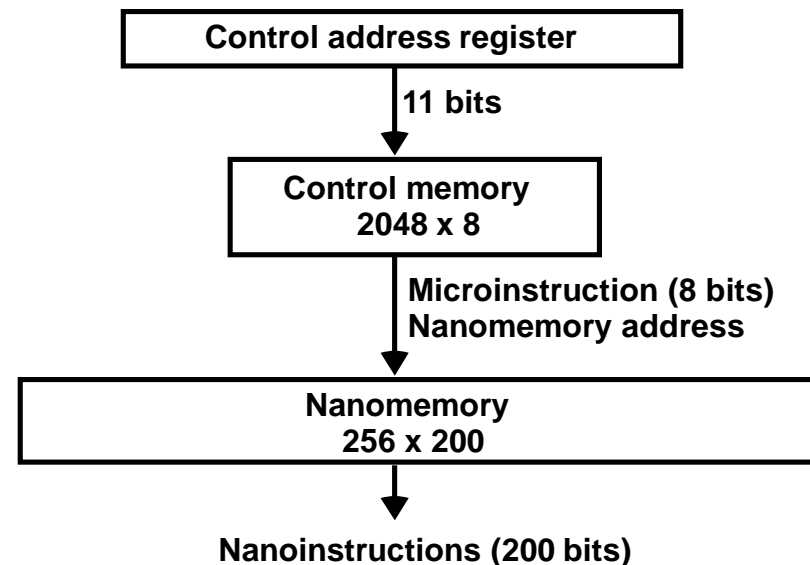 Control address register
11 bits
Control memory
2048 x 8
Microinstruction (8 bits)
Nanomemory address
Nanomemory
256 x 200
Nanoinstructions (200 bits)